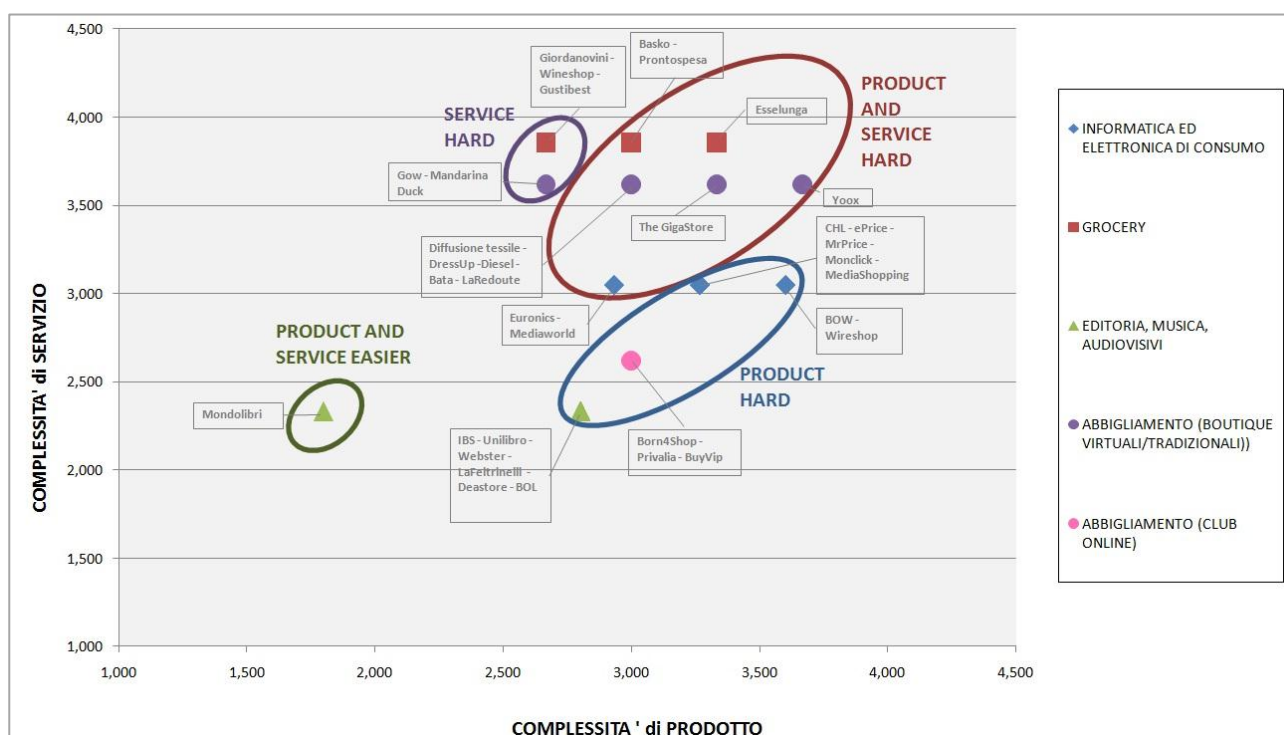 4,500
4,000
3,500
3,000
2,500
2,000
1,500
1,000
COMPLESSITA' di SERVIZIO
1,000
1,500
2,000
2,500
3,000
3,500
4,000
4,500
COMPLESSITA ' di PRODOTTO
Giordanovini -
Wineshop -
Gustibest
Basko -
Prontospesa
Esselunga
SERVICE
HARD
PRODUCT
AND
SERVICE
HARD
Gow - Mandarina
Duck
Yoox
The GigaStore
Diffusione tessile -
DressUp -Diesel -
Bata - LaRedoute
CHL - ePrice -
MrPrice -
Monclick -
MediaShopping
Euronics -
Mediaworld
BOW -
Wireshop
PRODUCT AND
SERVICE EASIER
PRODUCT
HARD
Mondolibri
IBS - Unilibro -
Webster -
LaFeltrinelli -
Deastore - BOL
Born4Shop -
Privalia - BuyVip
INFORMATICA ED
ELETTRONICA DI CONSUMO
GROCERY
EDITORIA, MUSICA,
AUDIOVISIVI
ABBIGLIAMENTO (BOUTIQUE
VIRTUALI/TRADIZIONALI))
ABBIGLIAMENTO (CLUB
ONLINE)